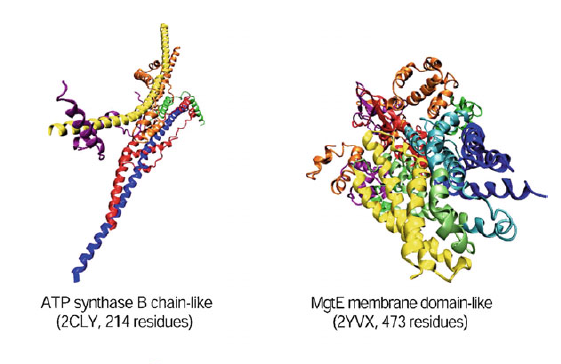 ATP synthase B chain-like
(2CLY, 214 residues)
MgtE membrane domain-like
(2YVX, 473 residues)